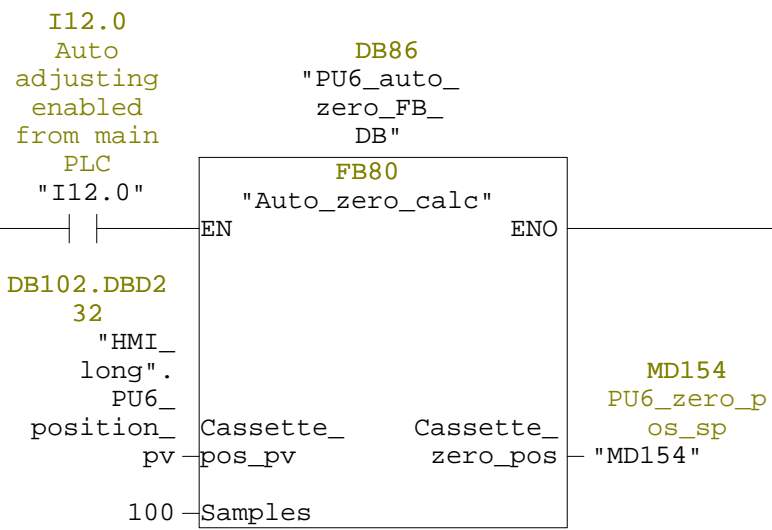 I12.0
Auto
adjusting
enabled
from main
PLC
"I12.0"
DB86
"PU6_auto_
zero_FB_
DB"
FB80
"Auto_zero_calc"
EN
ENO
DB102.DBD2
32
"HMI_
long".
PU6_
position_
pv
Cassette_
pos_pv
Cassette_
zero_pos
MD154
PU6_zero_p
os_sp
"MD154"
100
Samples